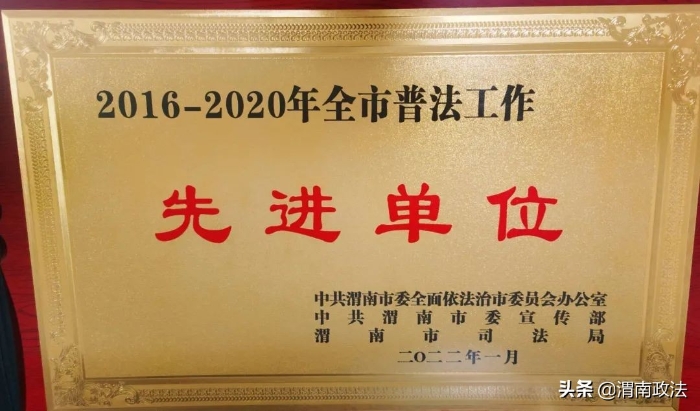 2016-2020年全市普法工作
先进单位
中共渭南市委全面依法治市委员会办公室
中共渭南市委宣传部
渭南市司法局
二〇二二年一月
头条 @渭南政法